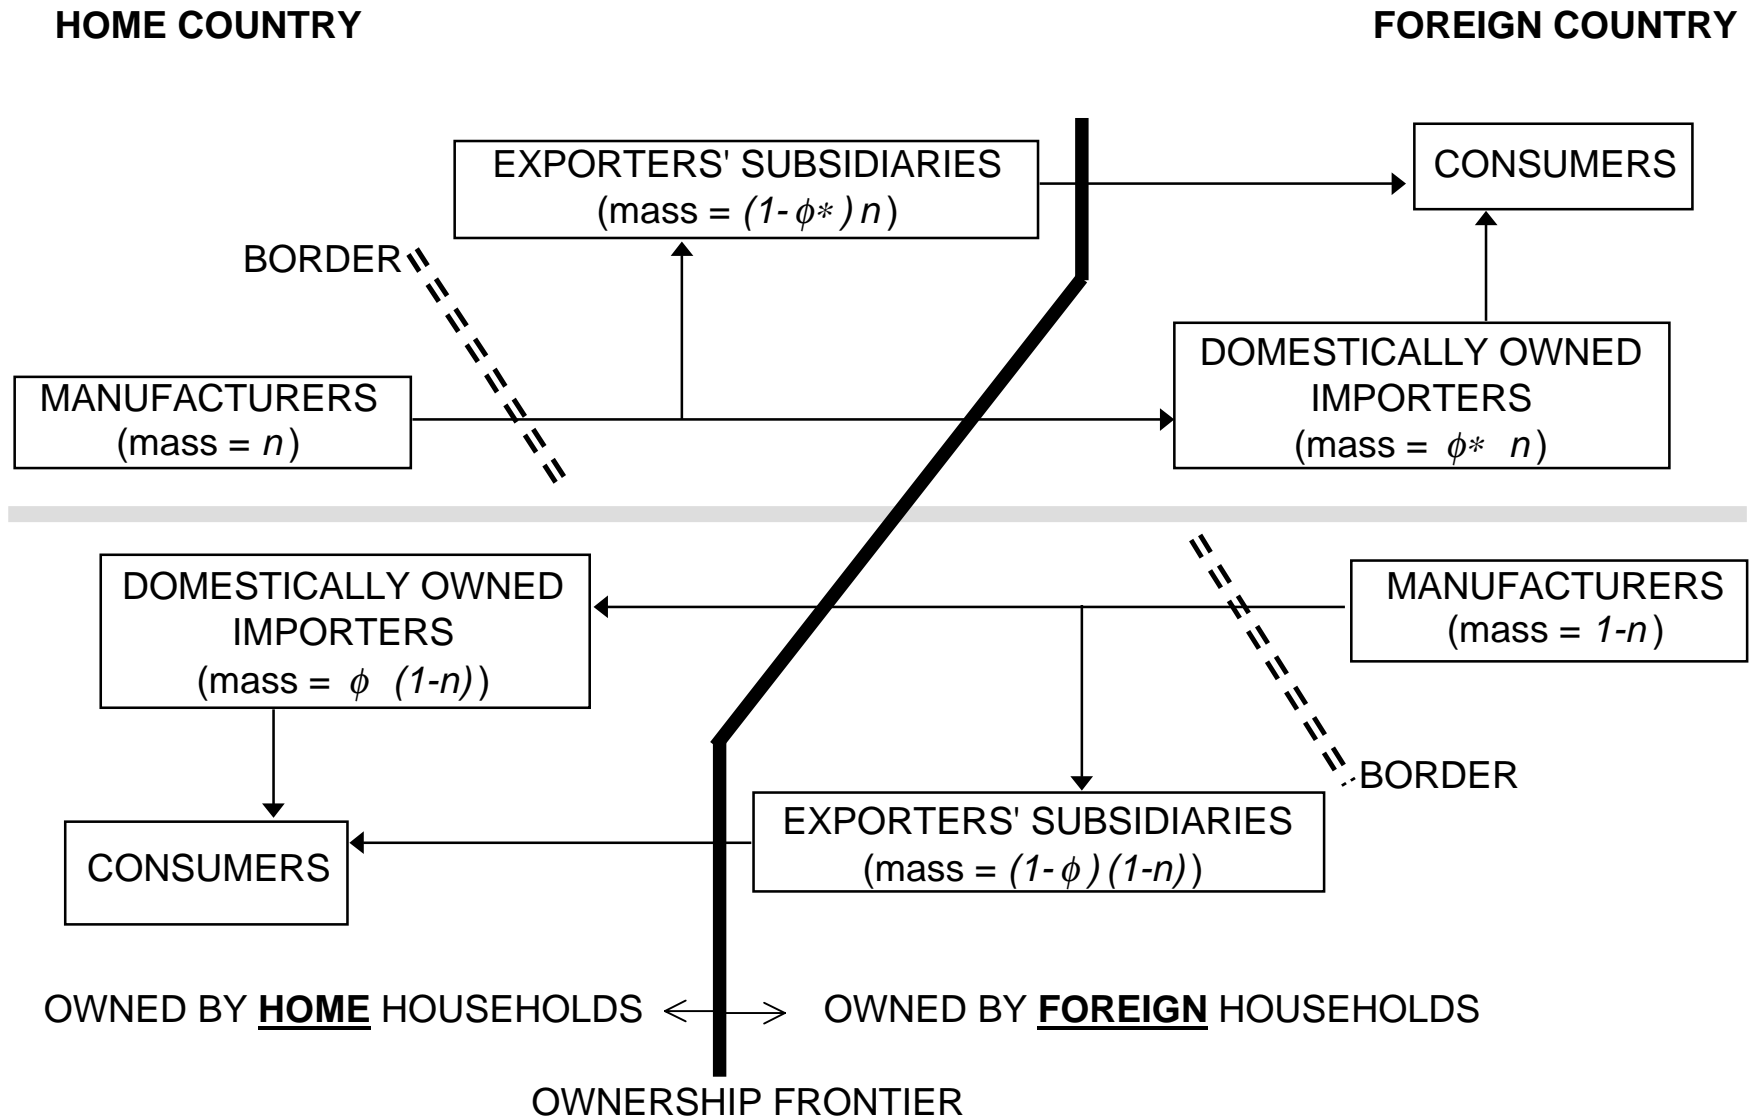 HOME COUNTRY
FOREIGN COUNTRY
EXPORTERS' SUBSIDIARIES
(mass = (1-ϕ*)n)
CONSUMERS
BORDER
MANUFACTURERS
(mass = n)
DOMESTICALLY OWNED
IMPORTERS
(mass = ϕ* n)
DOMESTICALLY OWNED
IMPORTERS
(mass = ϕ (1-n))
MANUFACTURERS
(mass = 1-n)
BORDER
EXPORTERS' SUBSIDIARIES
(mass = (1-ϕ)(1-n))
CONSUMERS
OWNED BY HOME HOUSEHOLDS
OWNED BY FOREIGN HOUSEHOLDS
OWNERSHIP FRONTIER